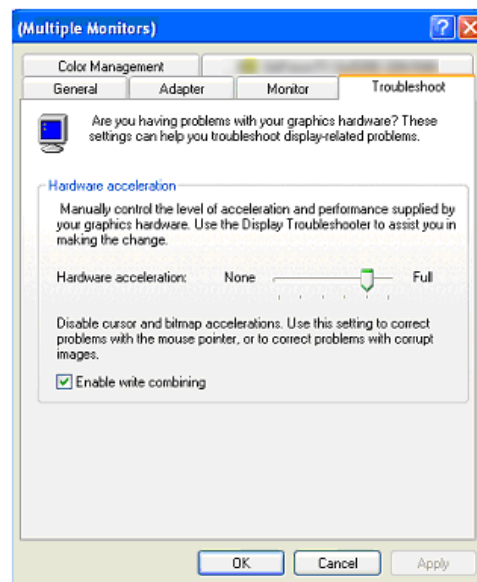 (Multiple Monitors)
Color Management
General Adapter Monitor Troubleshoot
Are you having problems with your graphics hardware? These
settings can help you troubleshoot display-related problems.
Hardware acceleration
Manually control the level of acceleration and performance supplied by
your graphics hardware. Use the Display Troubleshooter to assist you in
making the change.
Hardware acceleration: None Full
Disable cursor and bitmap accelerations. Use this setting to correct
problems with the mouse pointer, or to correct problems with corrupt
images.
Enable write combining
OK Cancel Apply